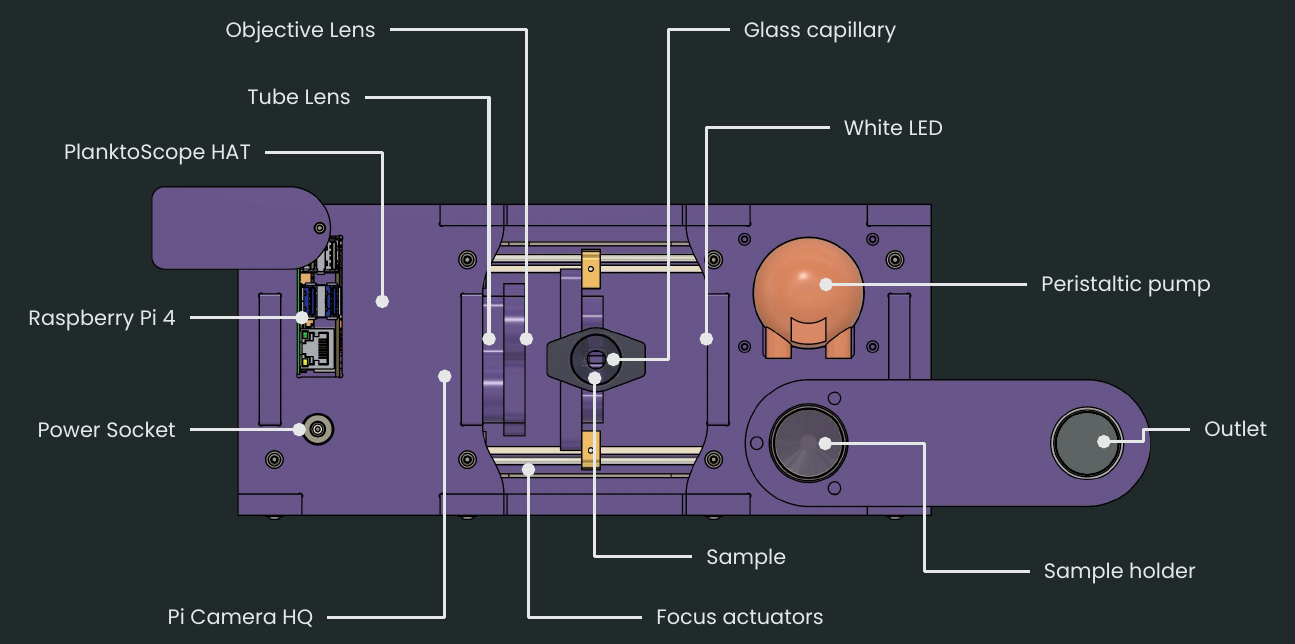 Objective Lens
Glass capillary
Tube Lens
White LED
PlanktoScope HAT
Peristaltic pump
Raspberry Pi 4
Power Socket
Outlet
Sample
Sample holder
Pi Camera HQ
Focus actuators